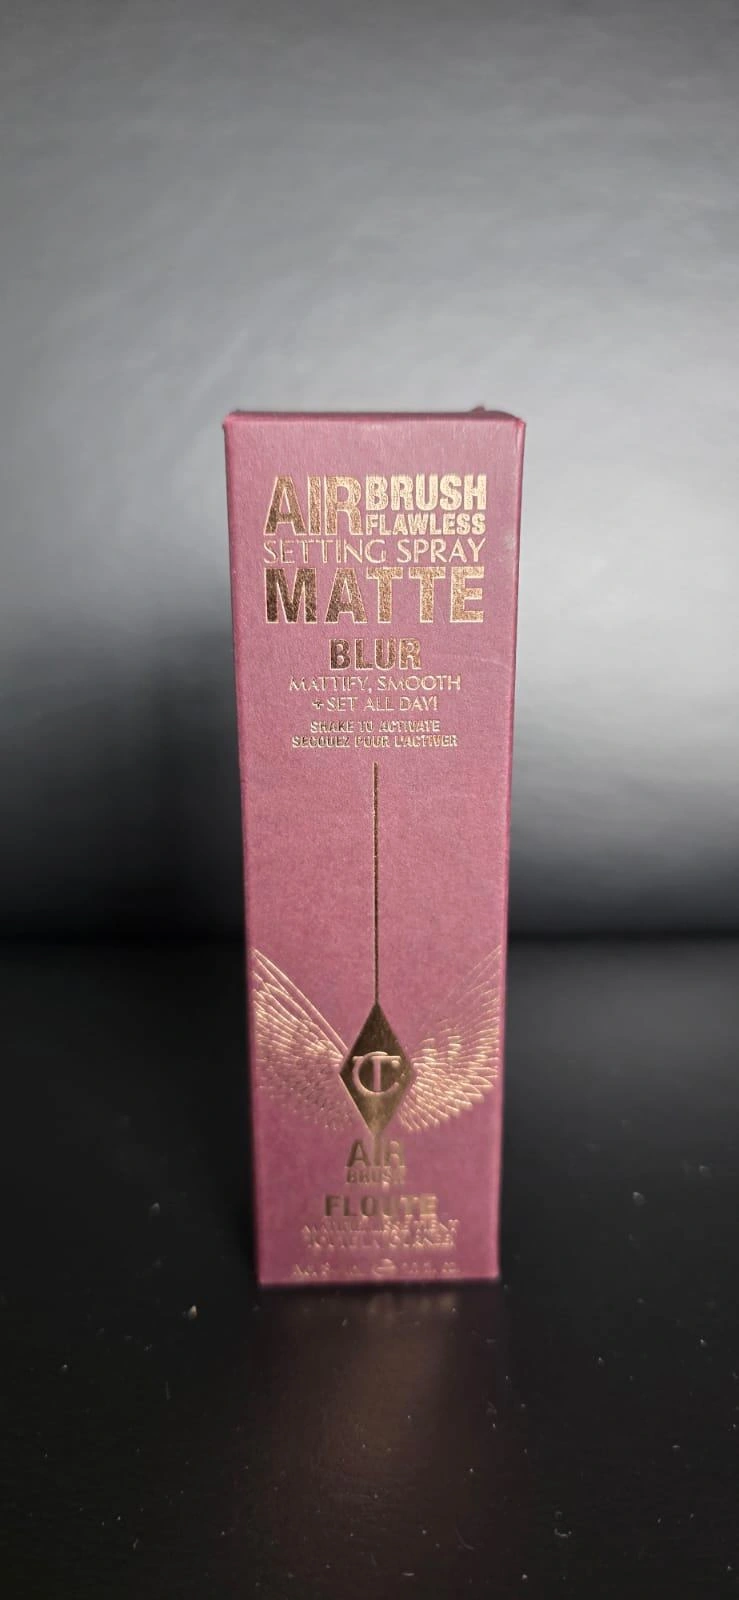 AIRBRUSH
FLAWLESS
SETTING SPRAY
MATTE
BLUR
MATTIFY, SMOOTH
+ SET ALL DAY!
SHAKE TO ACTIVATE
SECOUEZ POUR L'ACTIVER
CT
AIR
BRUSH
FLOUTE